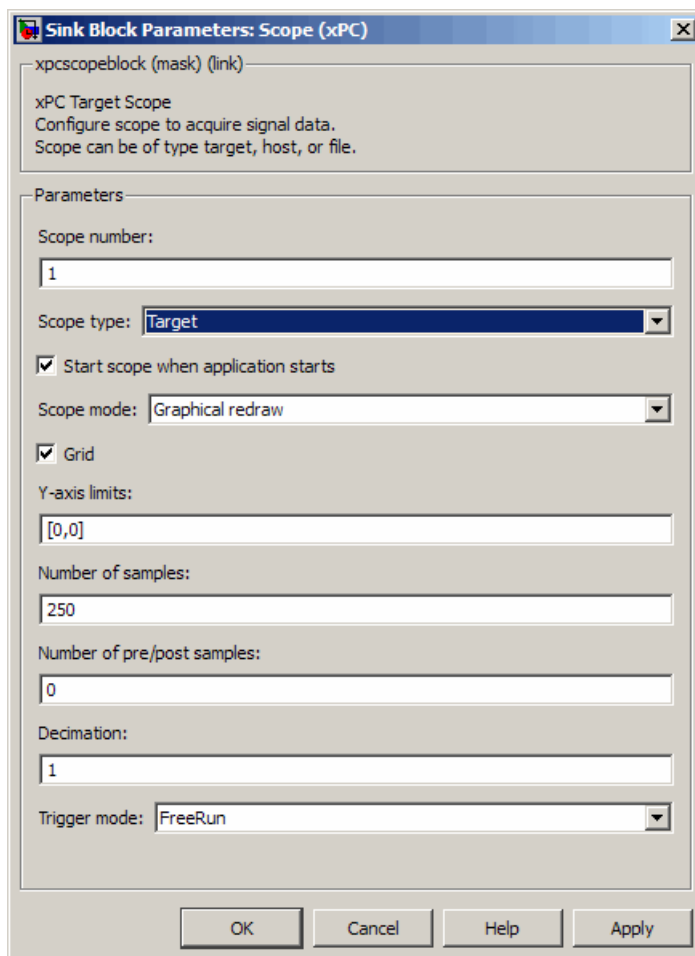 Sink Block Parameters: Scope (xPC)
xpcscopeblock (mask) (link)
xPC Target Scope
Configure scope to acquire signal data.
Scope can be of type target, host, or file.
Parameters
Scope number:
1
Scope type: Target
Start scope when application starts
Scope mode: Graphical redraw
Grid
Y-axis limits:
[0,0]
Number of samples:
250
Number of pre/post samples:
0
Decimation:
1
Trigger mode: FreeRun
OK Cancel Help Apply